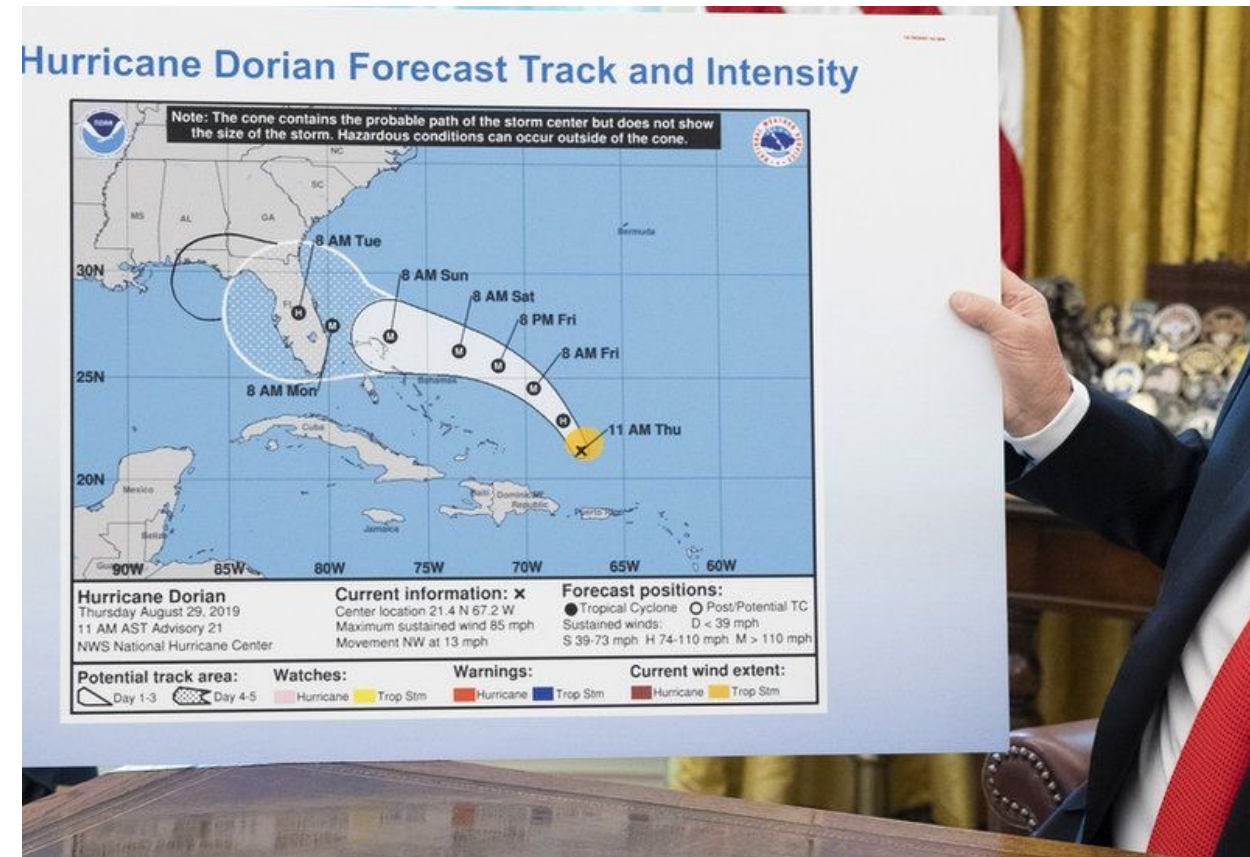 Hurricane Dorian Forecast Track and Intensity
NOAA
Note: The cone contains the probable path of the storm center but does not show
the size of the storm. Hazardous conditions can occur outside of the cone.
NATIONAL WEATHER SERVICE
NC
SC
MS
AL
GA
Bermuda
8 AM Tue
30N
8 AM Sun
FL
8 AM Sat
H
M
8 PM Fri
M
M
8 AM Fri
M
25N
Bahamas
M
8 AM Mon
H
11 AM Thu
Cuba
20N
Mexico
Haiti
Dominican
Republic
Puerto Rico
Jamaica
Belize
90W 85W 80W 75W 70W 65W 60W
Hurricane Dorian
Thursday August 29, 2019
11 AM AST Advisory 21
NWS National Hurricane Center
Current information: x
Center location 21.4 N 67.2 W
Maximum sustained wind 85 mph
Movement NW at 13 mph
Forecast positions:
Tropical Cyclone Post/Potential TC
Sustained winds: D < 39 mph
S 39-73 mph H 74-110 mph M > 110 mph
Potential track area:
Day 1-3 Day 4-5
Watches:
Hurricane Trop Stm
Warnings:
Hurricane Trop Stm
Current wind extent:
Hurricane Trop Stm